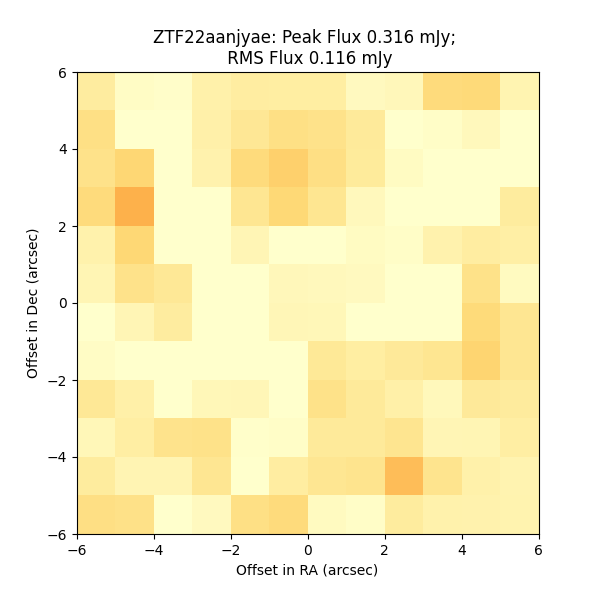 ZTF22aanjyae: Peak Flux 0.316 mJy;
RMS Flux 0.116 mJy
6
4
2
0
−2
−4
−6
Offset in Dec (arcsec)
−6 −4 −2 0 2 4 6
Offset in RA (arcsec)